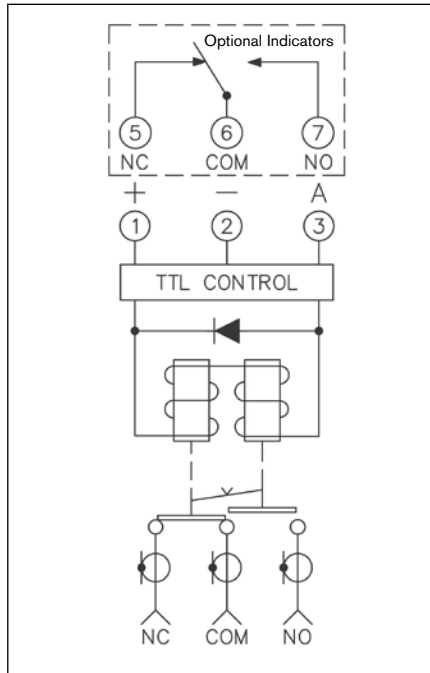 Optional Indicators
5 6 7
NC COM NO
+ − A
1 2 3
TTL CONTROL
NC COM NO